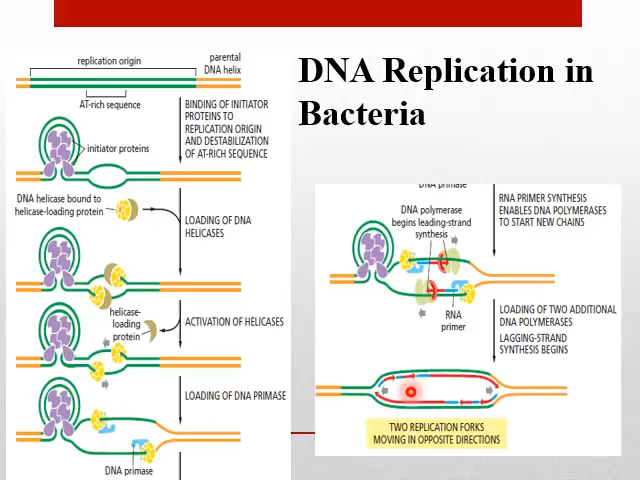 DNA Replication in
Bacteria
replication origin
parental
DNA helix
AT-rich sequence
BINDING OF INITIATOR
PROTEINS TO
REPLICATION ORIGIN
AND DESTABILIZATION
OF AT-RICH SEQUENCE
initiator proteins
DNA helicase bound to
helicase-loading protein
LOADING OF DNA
HELICASES
helicase-
loading
protein
ACTIVATION OF HELICASES
LOADING OF DNA PRIMASE
DNA primase
DNA primase
RNA PRIMER SYNTHESIS
ENABLES DNA POLYMERASES
TO START NEW CHAINS
DNA polymerase
begins leading-strand
synthesis
RNA
primer
LOADING OF TWO ADDITIONAL
DNA POLYMERASES
LAGGING-STRAND
SYNTHESIS BEGINS
TWO REPLICATION FORKS
MOVING IN OPPOSITE DIRECTIONS